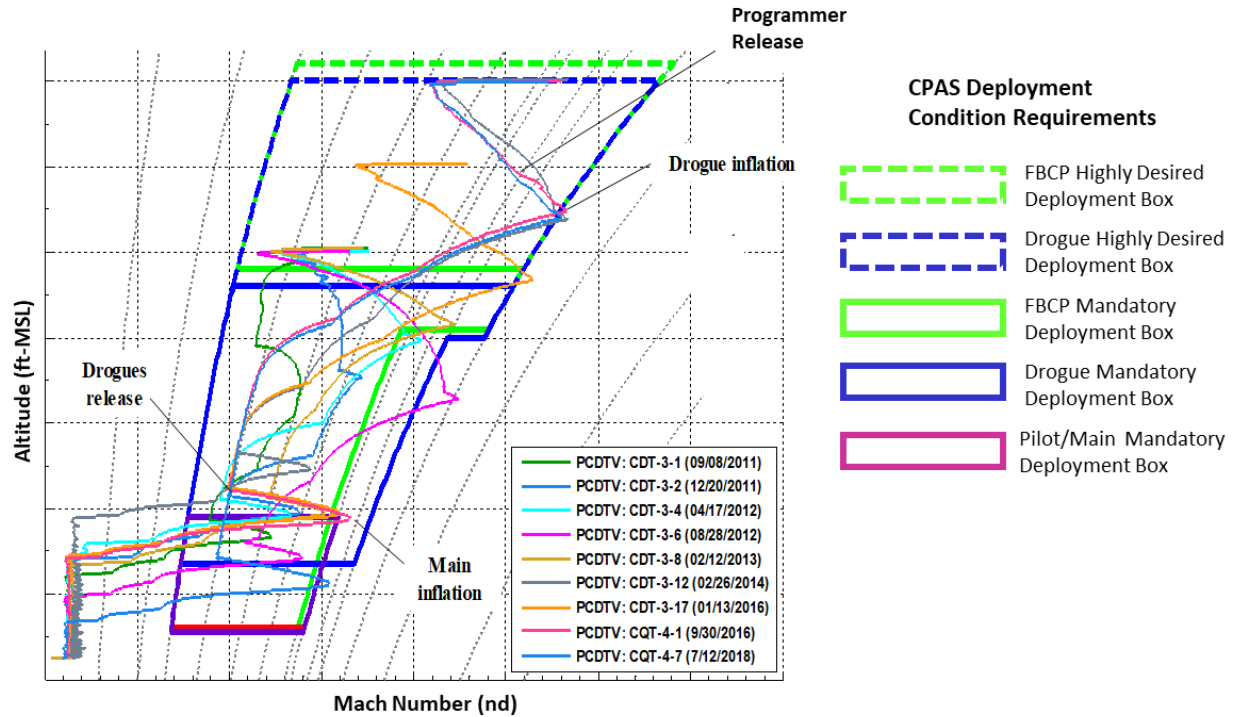 Programmer
Release
CPAS Deployment
Condition Requirements
Drogue inflation
FBCP Highly Desired
Deployment Box
Drogue Highly Desired
Deployment Box
FBCP Mandatory
Deployment Box
Drogue Mandatory
Deployment Box
Pilot/Main Mandatory
Deployment Box
Altitude (ft-MSL)
Drogues
release
Main
inflation
PCDTV: CDT-3-1 (09/08/2011)
PCDTV: CDT-3-2 (12/20/2011)
PCDTV: CDT-3-4 (04/17/2012)
PCDTV: CDT-3-6 (08/28/2012)
PCDTV: CDT-3-8 (02/12/2013)
PCDTV: CDT-3-12 (02/26/2014)
PCDTV: CDT-3-17 (01/13/2016)
PCDTV: CQT-4-1 (9/30/2016)
PCDTV: CQT-4-7 (7/12/2018)
Mach Number (nd)